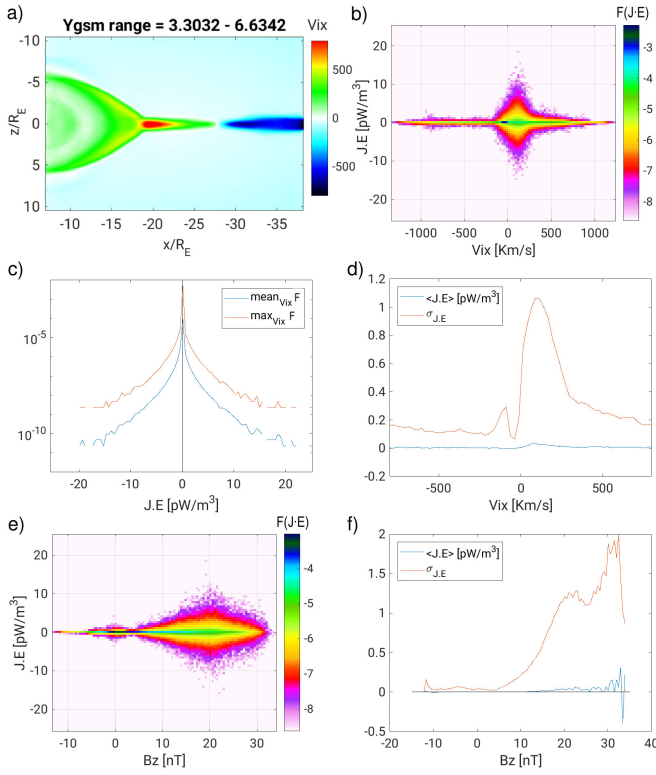 a)
Ygsm range = 3.3032 - 6.6342
Vix
-10
-5
0
5
10
z/R_E
-10 -15 -20 -25 -30 -35
x/R_E
500
0
-500
b)
F(J·E)
20
10
0
-10
-20
J.E [pW/m³]
-1000 -500 0 500 1000
Vix [Km/s]
-3
-4
-5
-6
-7
-8
c)
mean_Vix F
max_Vix F
10⁻⁵
10⁻¹⁰
-20 -10 0 10 20
J.E [pW/m³]
d)
<J.E> [pW/m³]
σ_J.E
1.2
1
0.8
0.6
0.4
0.2
0
-0.2
-500 0 500
Vix [Km/s]
e)
F(J·E)
20
10
0
-10
-20
J.E [pW/m³]
-10 0 10 20 30
Bz [nT]
-4
-5
-6
-7
-8
f)
<J.E> [pW/m³]
σ_J.E
2
1.5
1
0.5
0
-0.5
-20 -10 0 10 20 30 40
Bz [nT]